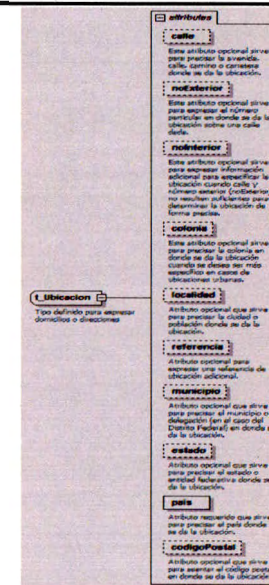 attributes
calle
Este atributo opcional sirve
para precisar la avenida,
calle, camino o carretera
donde se da la ubicación.
noExterior
Este atributo opcional sirve
para expresar el número
particular en donde se da la
ubicación sobre una calle
dada.
noInterior
Este atributo opcional sirve
para expresar información
adicional para especificar la
ubicación cuando calle y
número exterior (noExterior)
no resulten suficientes para
determinar la ubicación de
forma precisa.
colonia
Este atributo opcional sirve
para precisar la colonia en
donde se da la ubicación
cuando se desea ser más
específico en casos de
ubicaciones urbanas.
t_Ubicacion
Tipo definido para expresar
domicilios o direcciones
localidad
Atributo opcional que sirve
para precisar la ciudad o
población donde se da la
ubicación.
referencia
Atributo opcional para
expresar una referencia de
ubicación adicional.
municipio
Atributo opcional que sirve
para precisar el municipio o
delegación (en el caso del
Distrito Federal) en donde se
da la ubicación.
estado
Atributo opcional que sirve
para precisar el estado o
entidad federativa donde se
da la ubicación.
pais
Atributo requerido que sirve
para precisar el país donde
se da la ubicación.
codigoPostal
Atributo opcional que sirve
para asentar el código postal
en donde se da la ubicación.